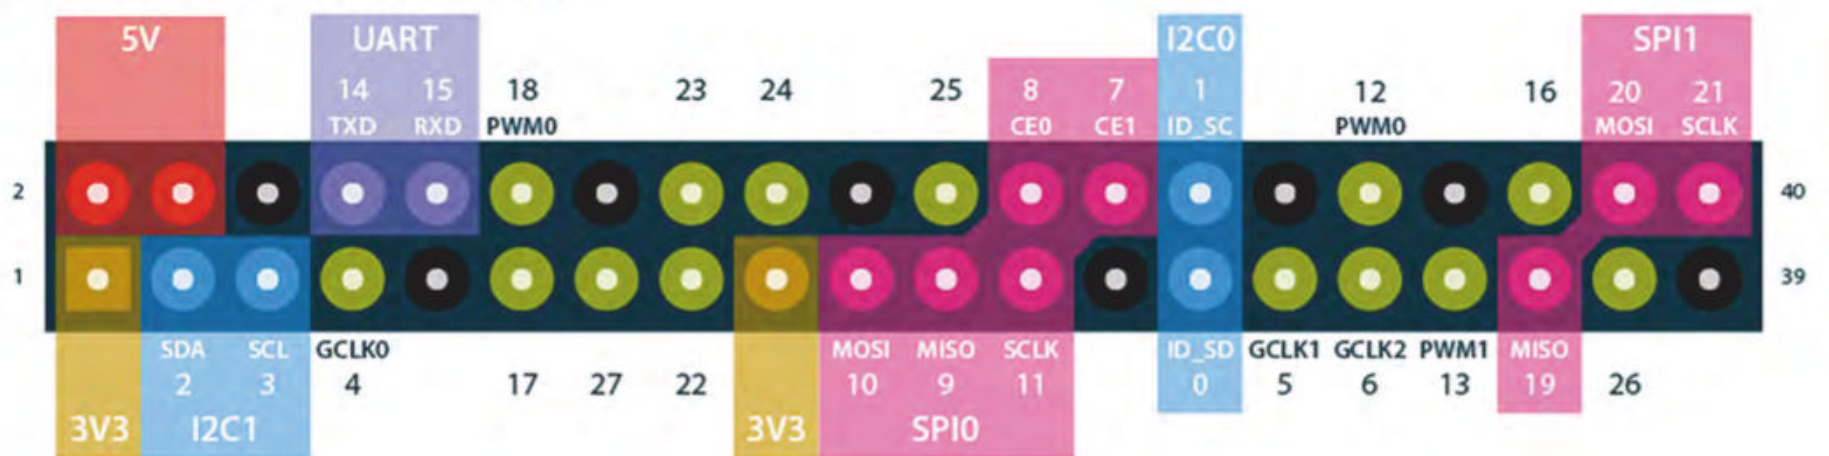 5V UART I2C0 SPI1
14 15 18 23 24 25 8 7 1 12 16 20 21
TXD RXD PWM0 CE0 CE1 ID_SC PWM0 MOSI SCLK
2 40
1 39
SDA SCL GCLK0 MOSI MISO SCLK ID_SD GCLK1 GCLK2 PWM1 MISO
2 3 4 17 27 22 10 9 11 0 5 6 13 19 26
3V3 I2C1 3V3 SPI0